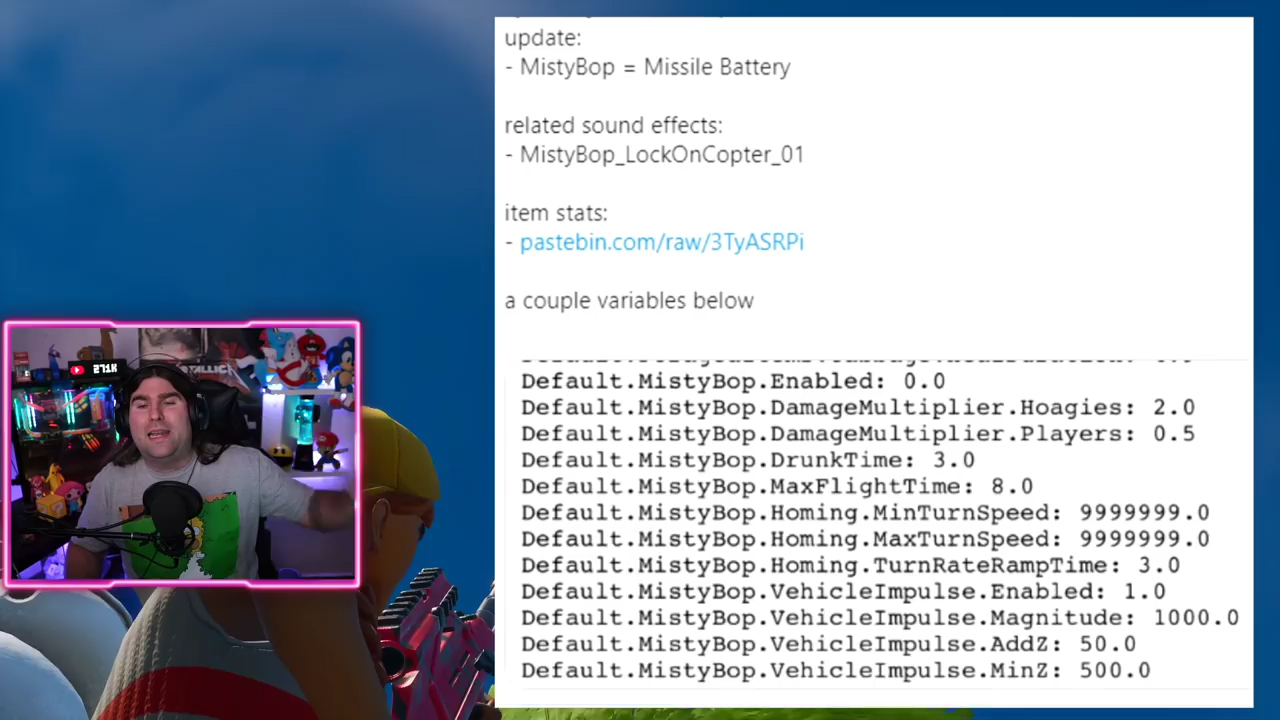 update:
- MistyBop = Missile Battery
related sound effects:
- MistyBop_LockOnCopter_01
item stats:
- pastebin.com/raw/3TyASRPi
a couple variables below
Default.MistyBop.Enabled: 0.0
Default.MistyBop.DamageMultiplier.Hoagies: 2.0
Default.MistyBop.DamageMultiplier.Players: 0.5
Default.MistyBop.DrunkTime: 3.0
Default.MistyBop.MaxFlightTime: 8.0
Default.MistyBop.Homing.MinTurnSpeed: 9999999.0
Default.MistyBop.Homing.MaxTurnSpeed: 9999999.0
Default.MistyBop.Homing.TurnRateRampTime: 3.0
Default.MistyBop.VehicleImpulse.Enabled: 1.0
Default.MistyBop.VehicleImpulse.Magnitude: 1000.0
Default.MistyBop.VehicleImpulse.AddZ: 50.0
Default.MistyBop.VehicleImpulse.MinZ: 500.0
271K
METALLICA